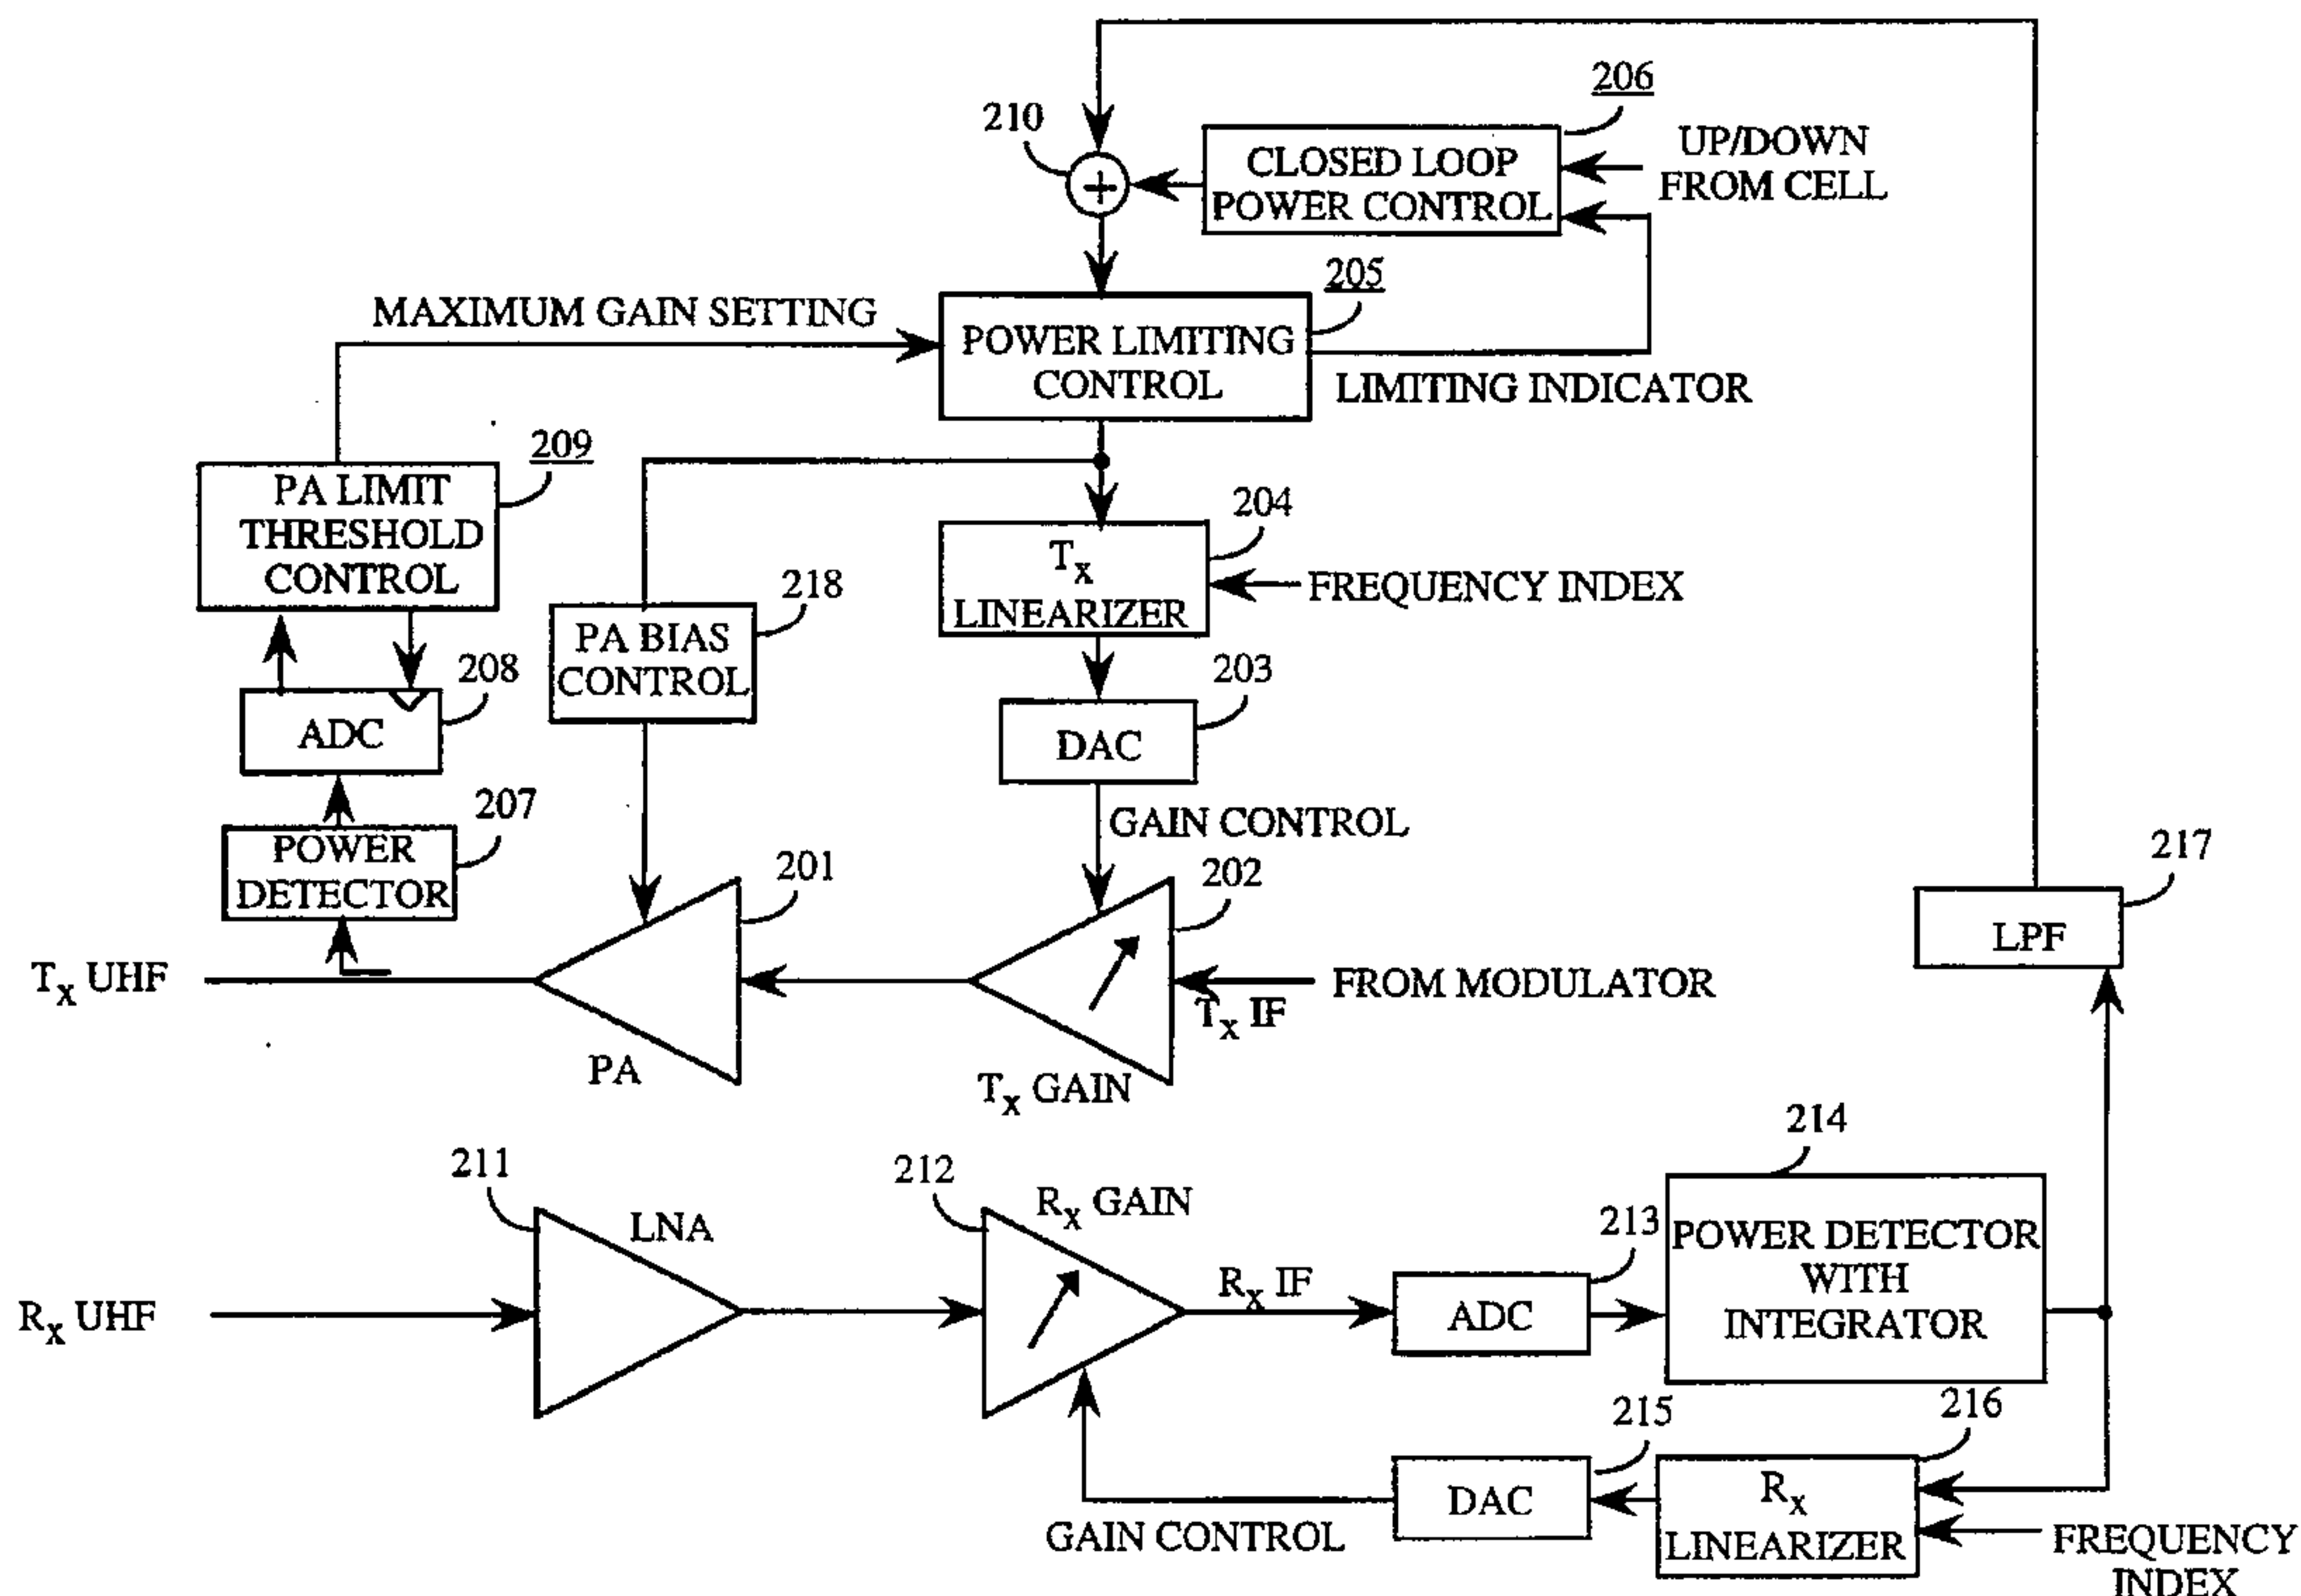 206
210
CLOSED LOOP
POWER CONTROL
UP/DOWN
FROM CELL
205
MAXIMUM GAIN SETTING
POWER LIMITING
CONTROL
LIMITING INDICATOR
209
PA LIMIT
THRESHOLD
CONTROL
204
Tx
LINEARIZER
FREQUENCY INDEX
218
PA BIAS
CONTROL
208
ADC
203
DAC
207
POWER
DETECTOR
GAIN CONTROL
201
202
217
LPF
Tx UHF
FROM MODULATOR
Tx IF
PA
Tx GAIN
214
211
LNA
212
Rx GAIN
213
POWER DETECTOR
WITH
INTEGRATOR
Rx IF
ADC
Rx UHF
215
216
DAC
Rx
LINEARIZER
GAIN CONTROL
FREQUENCY
INDEX